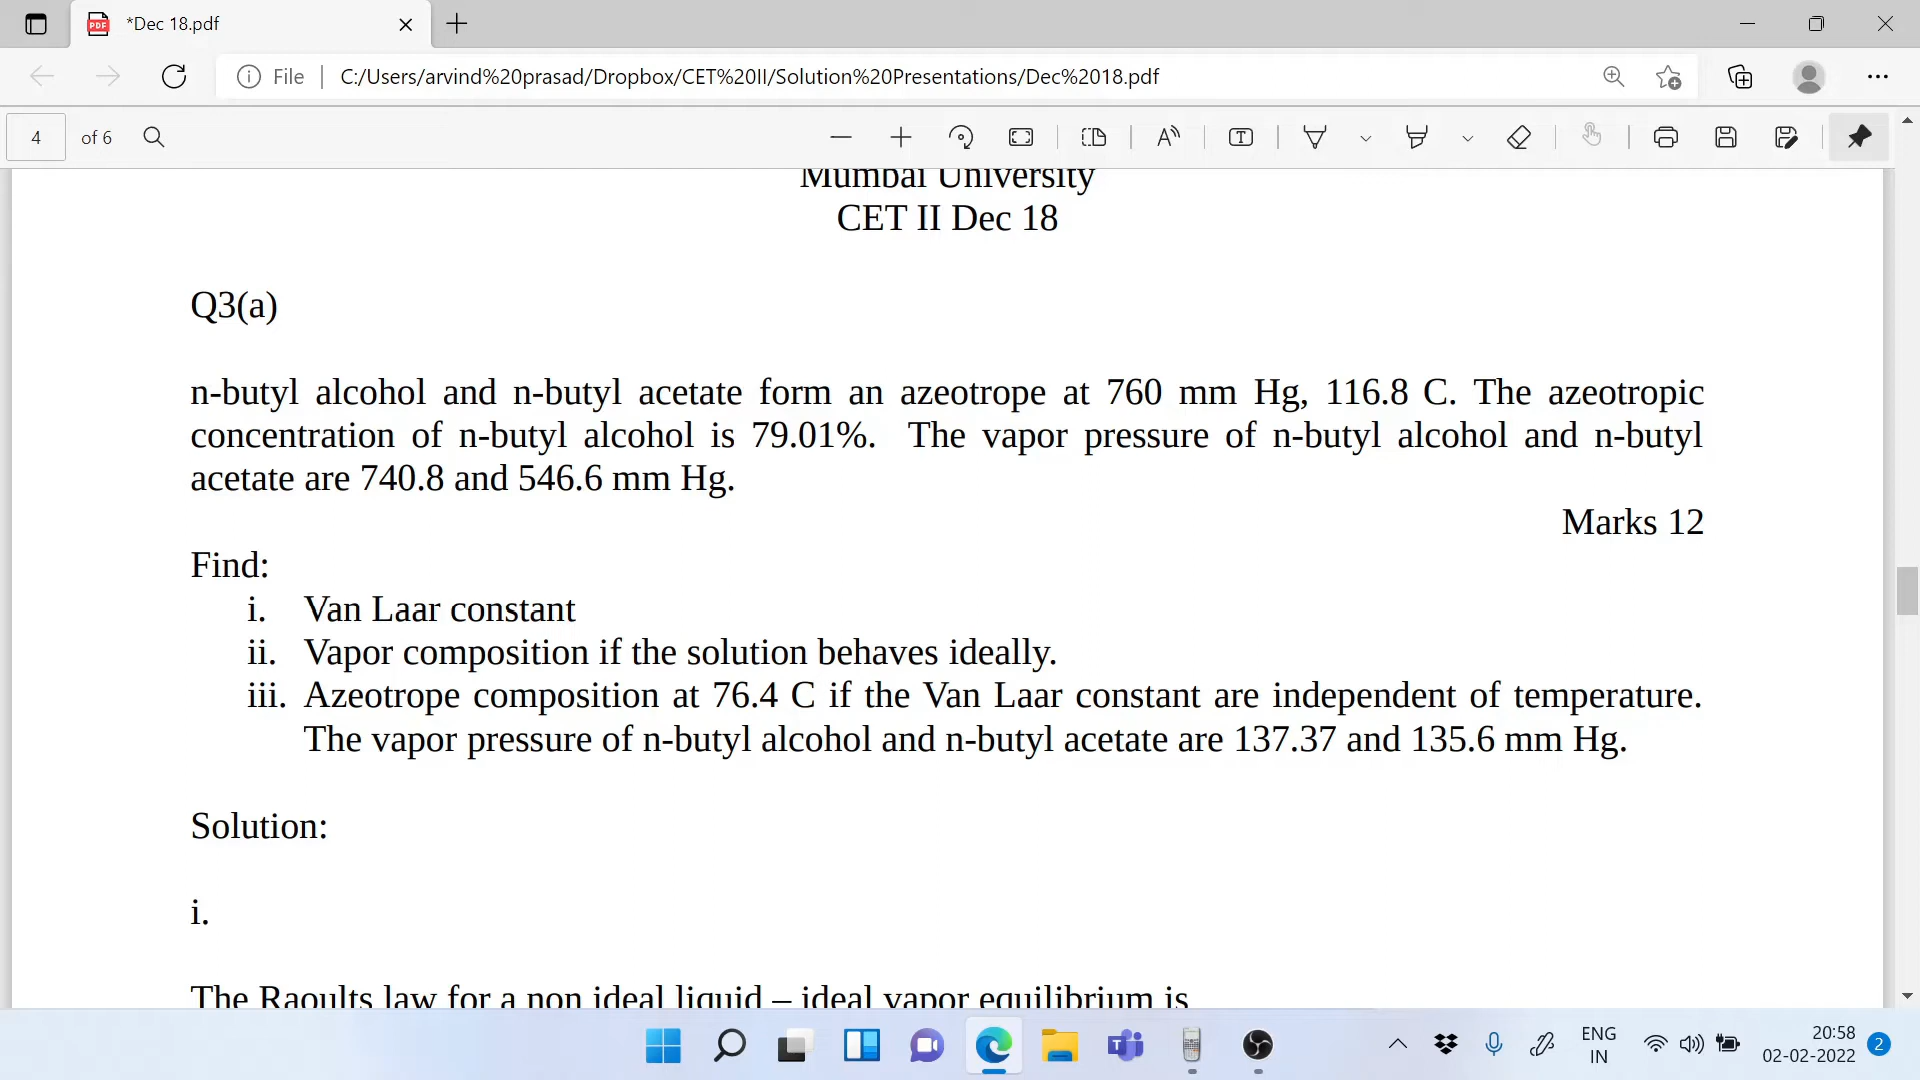 *Dec 18.pdf
File
C:/Users/arvind%20prasad/Dropbox/CET%20II/Solution%20Presentations/Dec%2018.pdf
4 of 6
Mumbai University
CET II Dec 18
Q3(a)
n-butyl alcohol and n-butyl acetate form an azeotrope at 760 mm Hg, 116.8 C. The azeotropic
concentration of n-butyl alcohol is 79.01%. The vapor pressure of n-butyl alcohol and n-butyl
acetate are 740.8 and 546.6 mm Hg.
Marks 12
Find:
i. Van Laar constant
ii. Vapor composition if the solution behaves ideally.
iii. Azeotrope composition at 76.4 C if the Van Laar constant are independent of temperature.
The vapor pressure of n-butyl alcohol and n-butyl acetate are 137.37 and 135.6 mm Hg.
Solution:
i.
The Raoults law for a non ideal liquid – ideal vapor equilibrium is
ENG
IN
20:58
02-02-2022
2